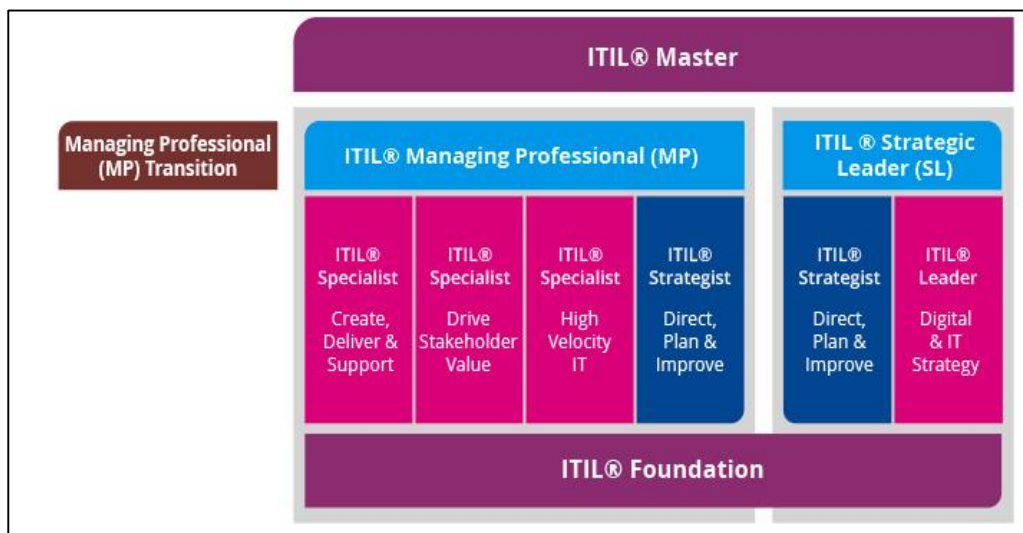 ITIL® Master
Managing Professional
(MP) Transition
ITIL® Managing Professional (MP)
ITIL ® Strategic
Leader (SL)
ITIL®
Specialist
Create,
Deliver &
Support
ITIL®
Specialist
Drive
Stakeholder
Value
ITIL®
Specialist
High
Velocity
IT
ITIL®
Strategist
Direct,
Plan &
Improve
ITIL®
Strategist
Direct,
Plan &
Improve
ITIL®
Leader
Digital
& IT
Strategy
ITIL® Foundation